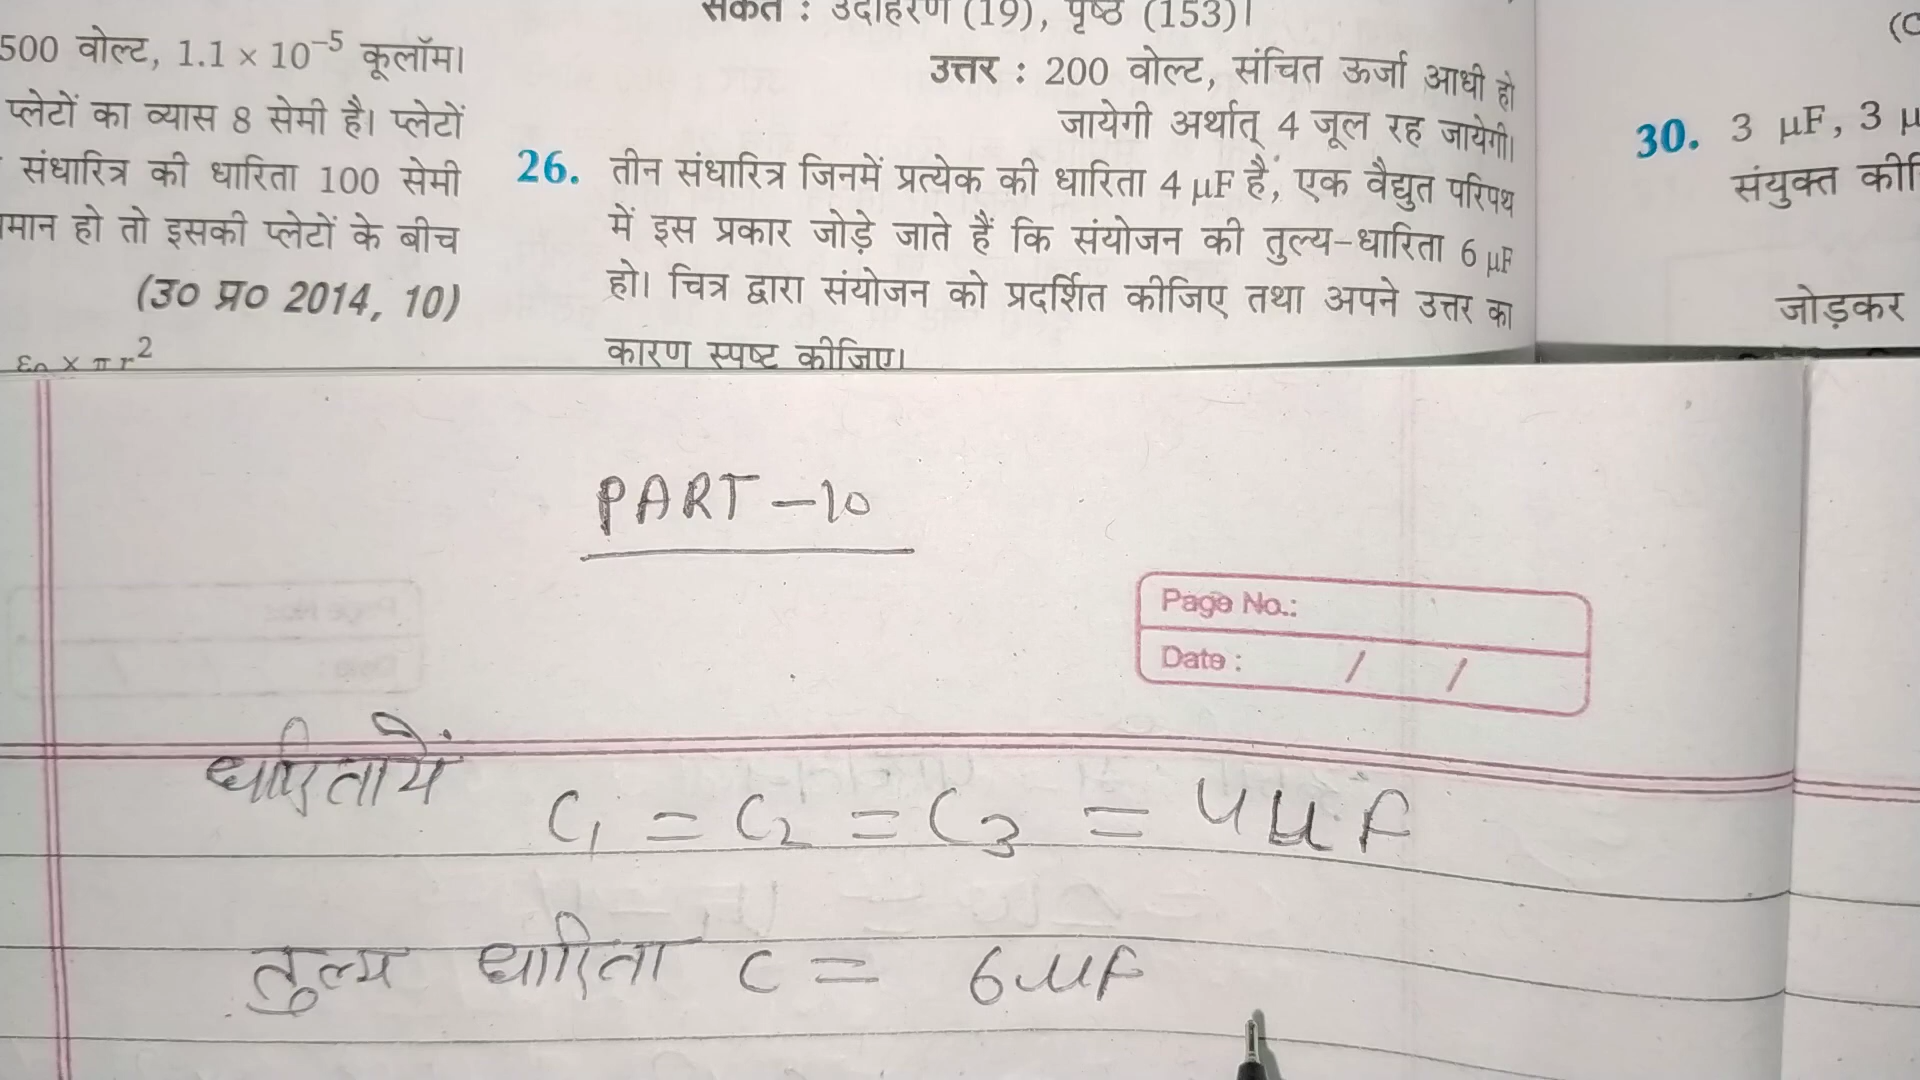 संकेत : उदाहरण (19), पृष्ठ (153)।
500 वोल्ट, 1.1 × 10⁻⁵ कूलॉम।
प्लेटों का व्यास 8 सेमी है। प्लेटों
संधारित्र की धारिता 100 सेमी
मान हो तो इसकी प्लेटों के बीच
(उ० प्र० 2014, 10)
ε₀ × π r²
उत्तर : 200 वोल्ट, संचित ऊर्जा आधी हो
जायेगी अर्थात् 4 जूल रह जायेगी।
26. तीन संधारित्र जिनमें प्रत्येक की धारिता 4 μF है, एक वैद्युत परिपथ
में इस प्रकार जोड़े जाते हैं कि संयोजन की तुल्य-धारिता 6 μF
हो। चित्र द्वारा संयोजन को प्रदर्शित कीजिए तथा अपने उत्तर का
कारण स्पष्ट कीजिए।
30. 3 μF, 3 μ
संयुक्त की
जोड़कर
PART - 10
Page No.:
Date : / /
धारितायें C₁ = C₂ = C₃ = 4μF
तुल्य धारिता C = 6μF